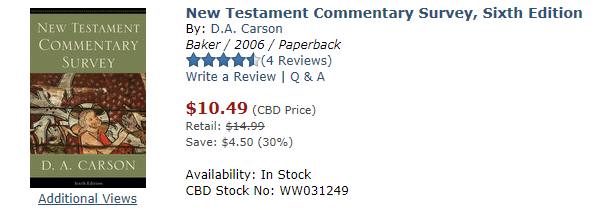 NEW TESTAMENT
COMMENTARY
SURVEY
D. A. CARSON
Sixth Edition
Additional Views
New Testament Commentary Survey, Sixth Edition
By: D.A. Carson
Baker / 2006 / Paperback
(4 Reviews)
Write a Review | Q & A
$10.49 (CBD Price)
Retail: $14.99
Save: $4.50 (30%)
Availability: In Stock
CBD Stock No: WW031249